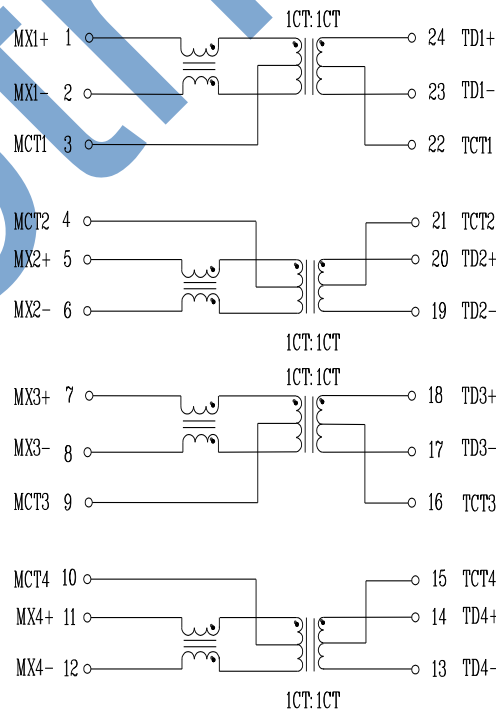 1CT:1CT
MX1+ 1 24 TD1+
MX1- 2 23 TD1-
MCT1 3 22 TCT1
MCT2 4 21 TCT2
MX2+ 5 20 TD2+
MX2- 6 19 TD2-
1CT:1CT
1CT:1CT
MX3+ 7 18 TD3+
MX3- 8 17 TD3-
MCT3 9 16 TCT3
MCT4 10 15 TCT4
MX4+ 11 14 TD4+
MX4- 12 13 TD4-
1CT:1CT